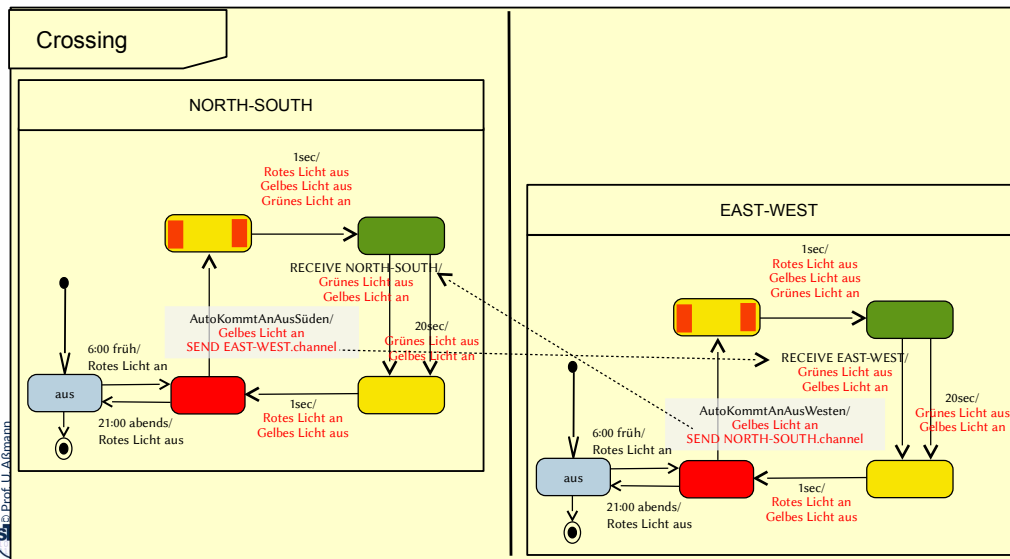 Crossing
NORTH-SOUTH
1sec/
Rotes Licht aus
Gelbes Licht aus
Grünes Licht an
RECEIVE NORTH-SOUTH/
Grünes Licht aus
Gelbes Licht an
AutoKommtAnAusSüden/
Gelbes Licht an
SEND EAST-WEST.channel
20sec/
Grünes Licht aus
Gelbes Licht an
6:00 früh/
Rotes Licht an
aus
21:00 abends/
Rotes Licht aus
1sec/
Rotes Licht an
Gelbes Licht aus
EAST-WEST
1sec/
Rotes Licht aus
Gelbes Licht aus
Grünes Licht an
RECEIVE EAST-WEST/
Grünes Licht aus
Gelbes Licht an
AutoKommtAnAusWesten/
Gelbes Licht an
SEND NORTH-SOUTH.channel
20sec/
Grünes Licht aus
Gelbes Licht an
6:00 früh/
Rotes Licht an
aus
21:00 abends/
Rotes Licht aus
1sec/
Rotes Licht an
Gelbes Licht aus
© Prof. U. Aßmann